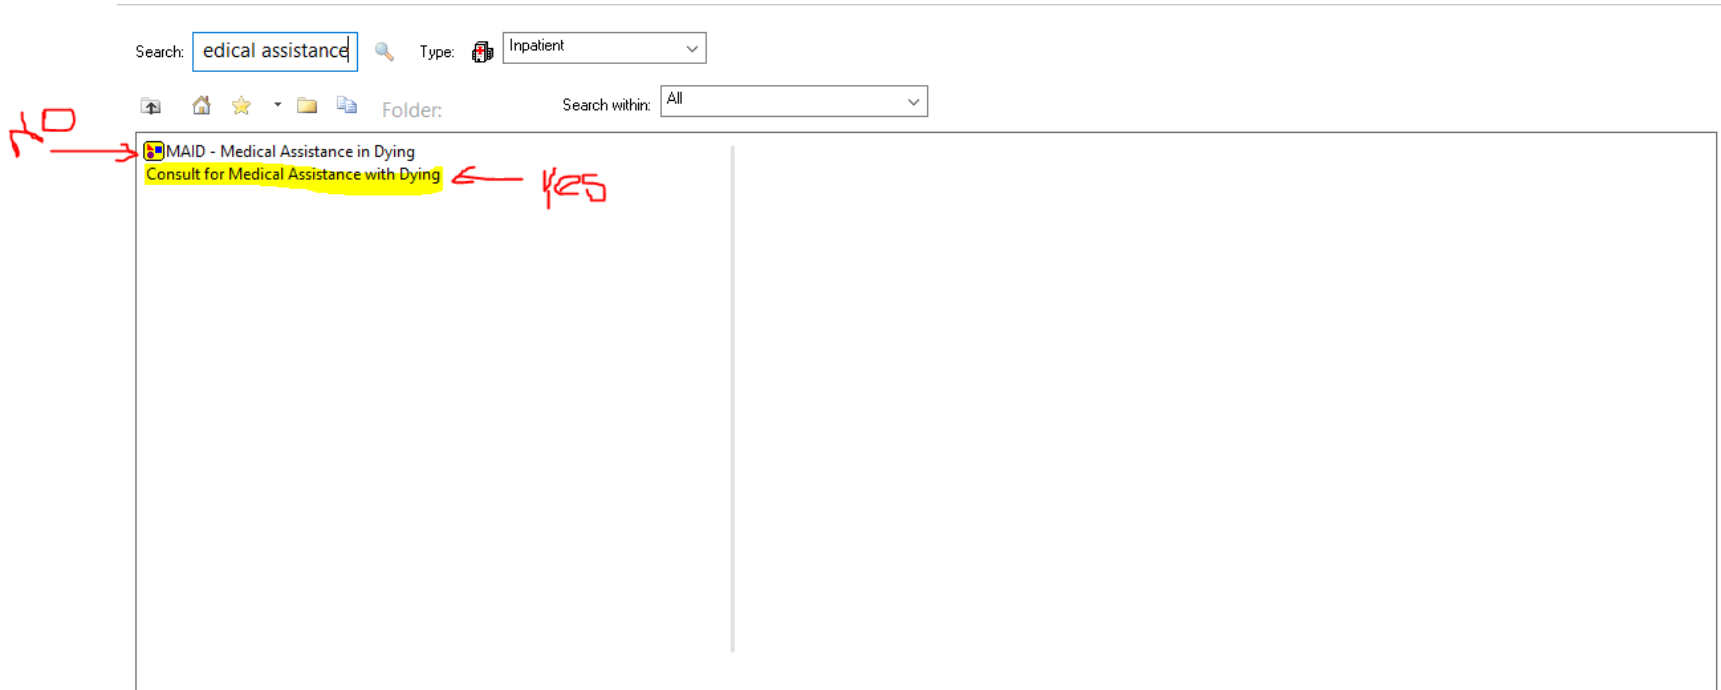 Search: edical assistance Type: Inpatient
Folder: Search within: All
NO
MAID - Medical Assistance in Dying
Consult for Medical Assistance with Dying
YES